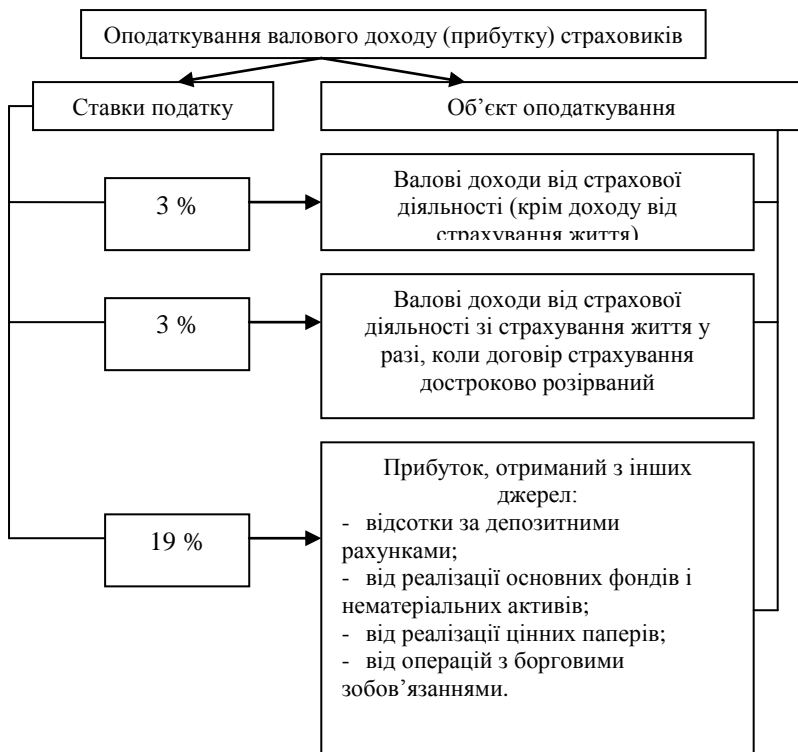 Оподаткування валового доходу (прибутку) страховиків
Ставки податку
Об’єкт оподаткування
3 %
Валові доходи від страхової
діяльності (крім доходу від
страхування життя)
3 %
Валові доходи від страхової
діяльності зі страхування життя у
разі, коли договір страхування
достроково розірваний
19 %
Прибуток, отриманий з інших
джерел:
- відсотки за депозитними
рахунками;
- від реалізації основних фондів і
нематеріальних активів;
- від реалізації цінних паперів;
- від операцій з борговими
зобов’язаннями.